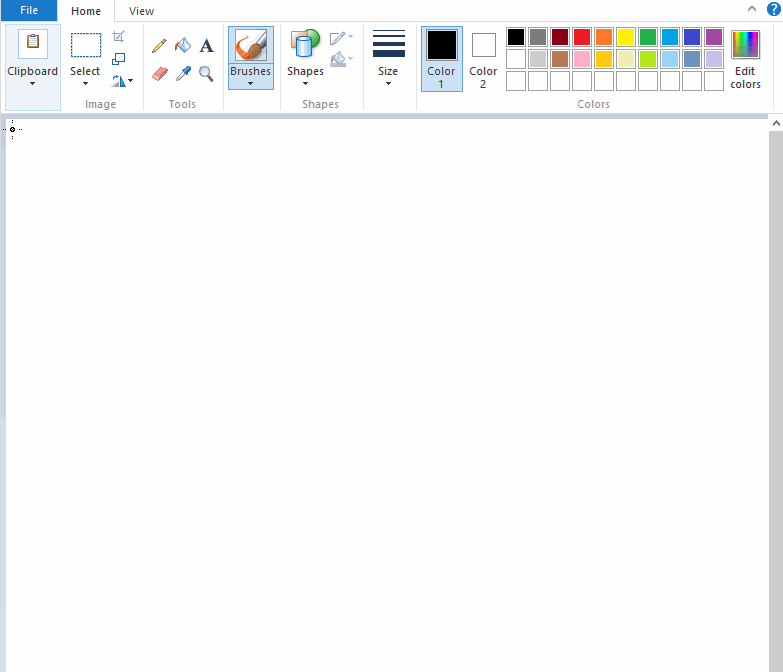 File Home View ?
Clipboard Select Brushes Shapes Size Color 1 Color 2 Edit colors
A
Image Tools Shapes Colors